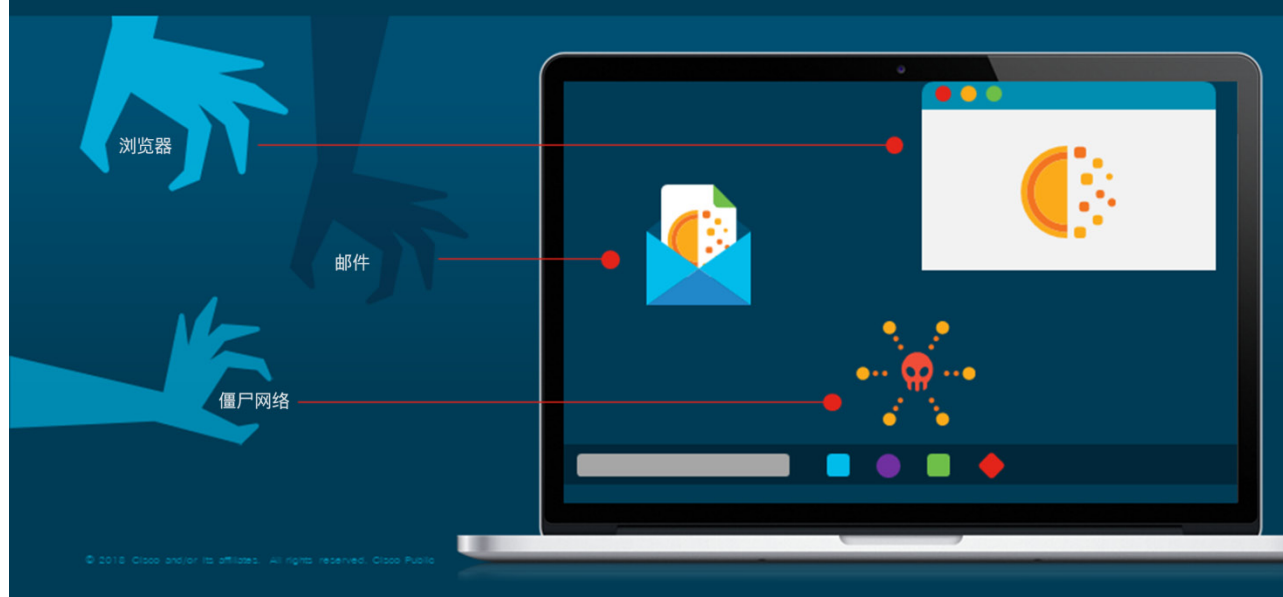 浏览器
邮件
僵尸网络
© 2018 Cisco and/or its affiliates. All rights reserved. Cisco Public